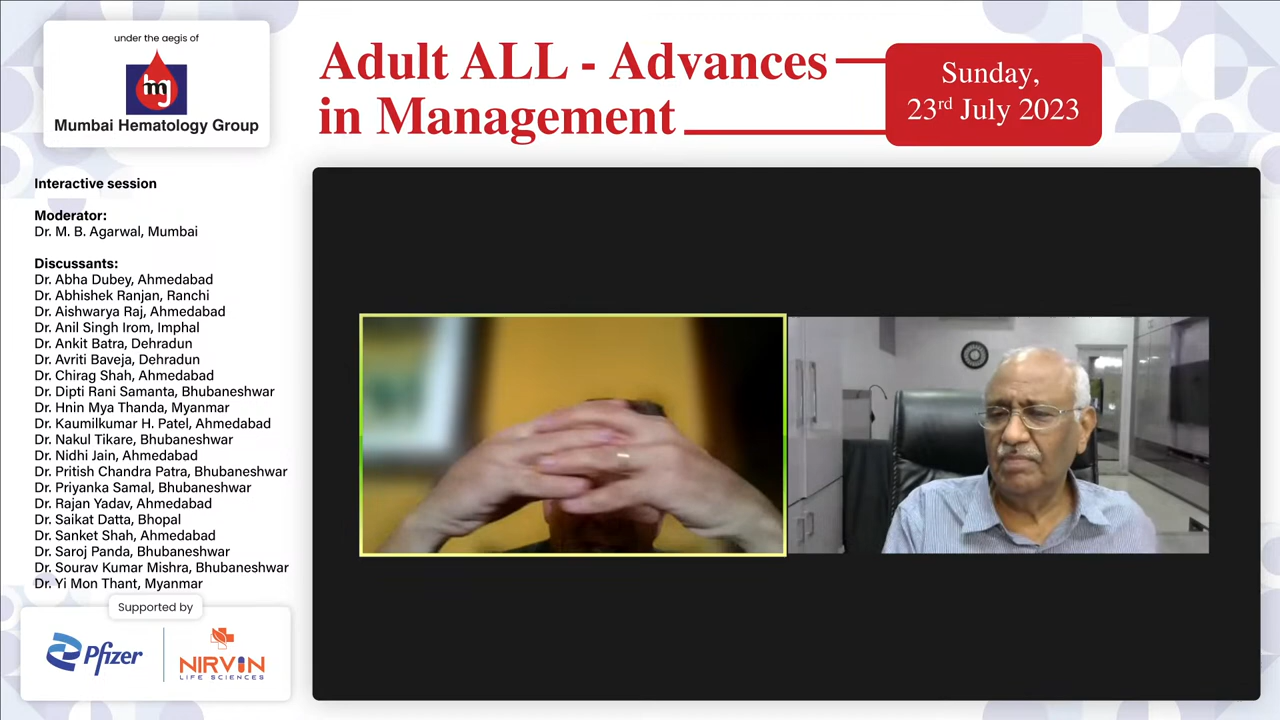 under the aegis of
mg
Mumbai Hematology Group
Adult ALL - Advances
in Management
Sunday,
23rd July 2023
Interactive session
Moderator:
Dr. M. B. Agarwal, Mumbai
Discussants:
Dr. Abha Dubey, Ahmedabad
Dr. Abhishek Ranjan, Ranchi
Dr. Aishwarya Raj, Ahmedabad
Dr. Anil Singh Irom, Imphal
Dr. Ankit Batra, Dehradun
Dr. Avriti Baveja, Dehradun
Dr. Chirag Shah, Ahmedabad
Dr. Dipti Rani Samanta, Bhubaneshwar
Dr. Hnin Mya Thanda, Myanmar
Dr. Kaumilkumar H. Patel, Ahmedabad
Dr. Nakul Tikare, Bhubaneshwar
Dr. Nidhi Jain, Ahmedabad
Dr. Pritish Chandra Patra, Bhubaneshwar
Dr. Priyanka Samal, Bhubaneshwar
Dr. Rajan Yadav, Ahmedabad
Dr. Saikat Datta, Bhopal
Dr. Sanket Shah, Ahmedabad
Dr. Saroj Panda, Bhubaneshwar
Dr. Sourav Kumar Mishra, Bhubaneshwar
Dr. Yi Mon Thant, Myanmar
Supported by
Pfizer
NIRVIN
LIFE SCIENCES